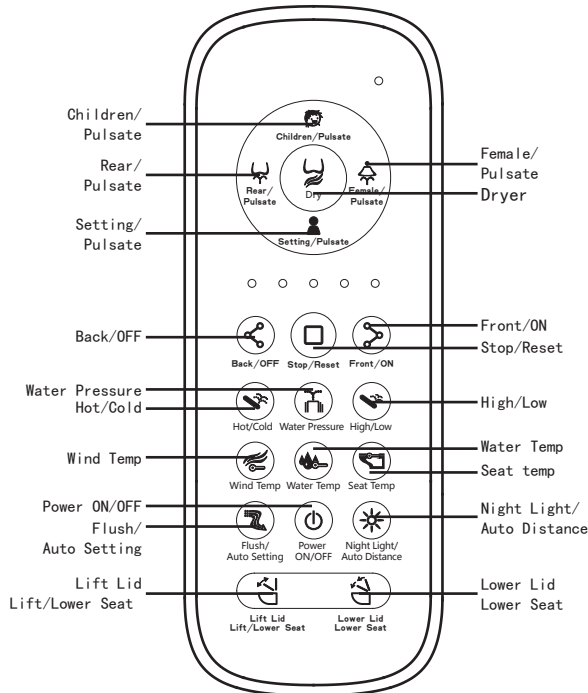 Children/
Pulsate
Children/Pulsate
Rear/
Pulsate
Rear/
Pulsate
Dry
Female/
Pulsate
Female/
Pulsate
Dryer
Setting/
Pulsate
Setting/Pulsate
Back/OFF
Back/OFF
Stop/Reset
Front/ON
Front/ON
Stop/Reset
Water Pressure
Hot/Cold
Hot/Cold
Water Pressure
High/Low
High/Low
Wind Temp
Wind Temp
Water Temp
Seat Temp
Water Temp
Seat temp
Power ON/OFF
Flush/
Auto Setting
Flush/
Auto Setting
Power
ON/OFF
Night Light/
Auto Distance
Night Light/
Auto Distance
Lift Lid
Lift/Lower Seat
Lift Lid
Lift/Lower Seat
Lower Lid
Lower Seat
Lower Lid
Lower Seat